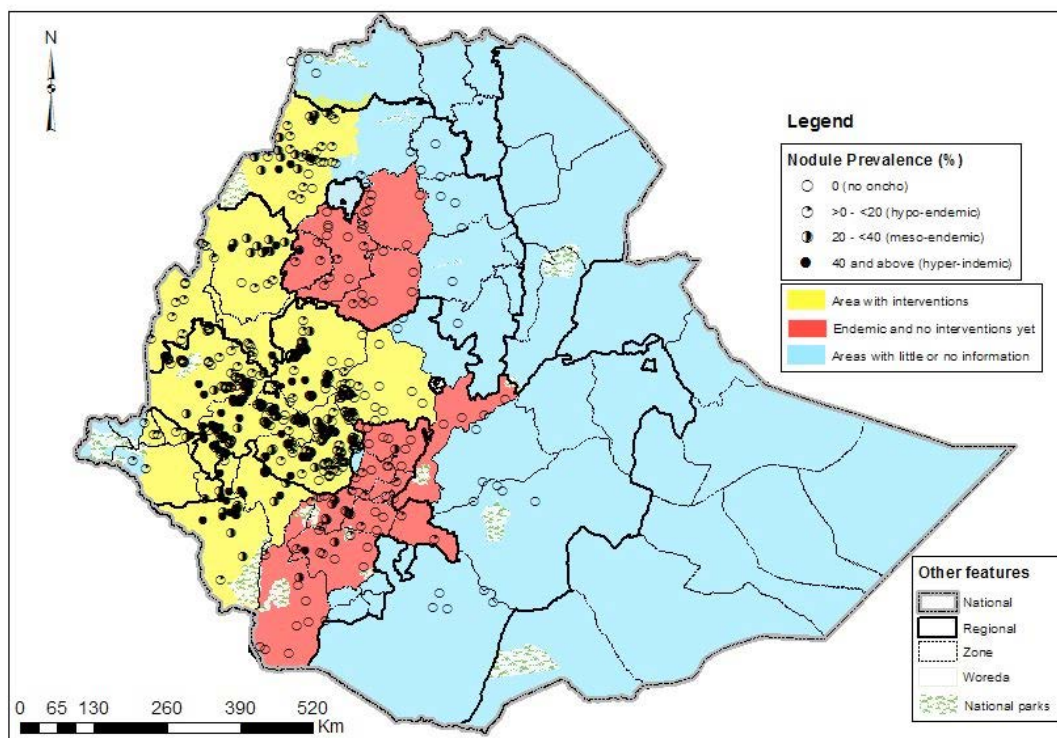 N
Legend
Nodule Prevalence (%)
0 (no oncho)
>0 - <20 (hypo-endemic)
20 - <40 (meso-endemic)
40 and above (hyper-indemic)
Area with interventions
Endemic and no interventions yet
Areas with little or no information
Other features
National
Regional
Zone
Woreda
National parks
0 65 130 260 390 520
Km